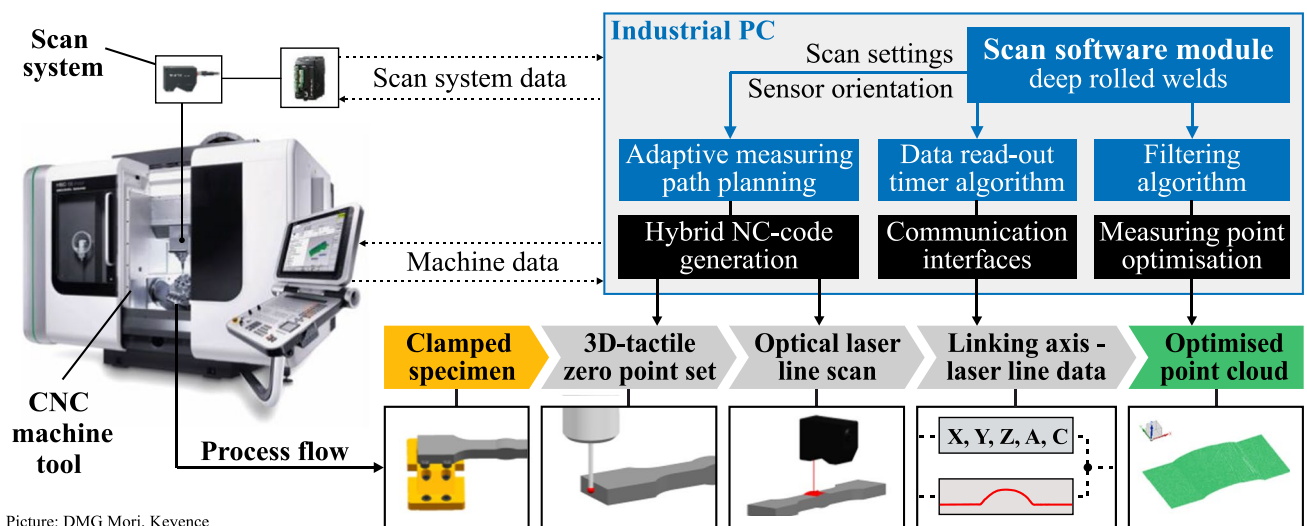 Scan
system
Scan system data
Industrial PC
Scan settings
Sensor orientation
Scan software module
deep rolled welds
Adaptive measuring
path planning
Data read-out
timer algorithm
Filtering
algorithm
Hybrid NC-code
generation
Communication
interfaces
Measuring point
optimisation
Machine data
CNC
machine
tool
Process flow
Clamped
specimen
3D-tactile
zero point set
Optical laser
line scan
Linking axis -
laser line data
Optimised
point cloud
X, Y, Z, A, C
Picture: DMG Mori, Keyence